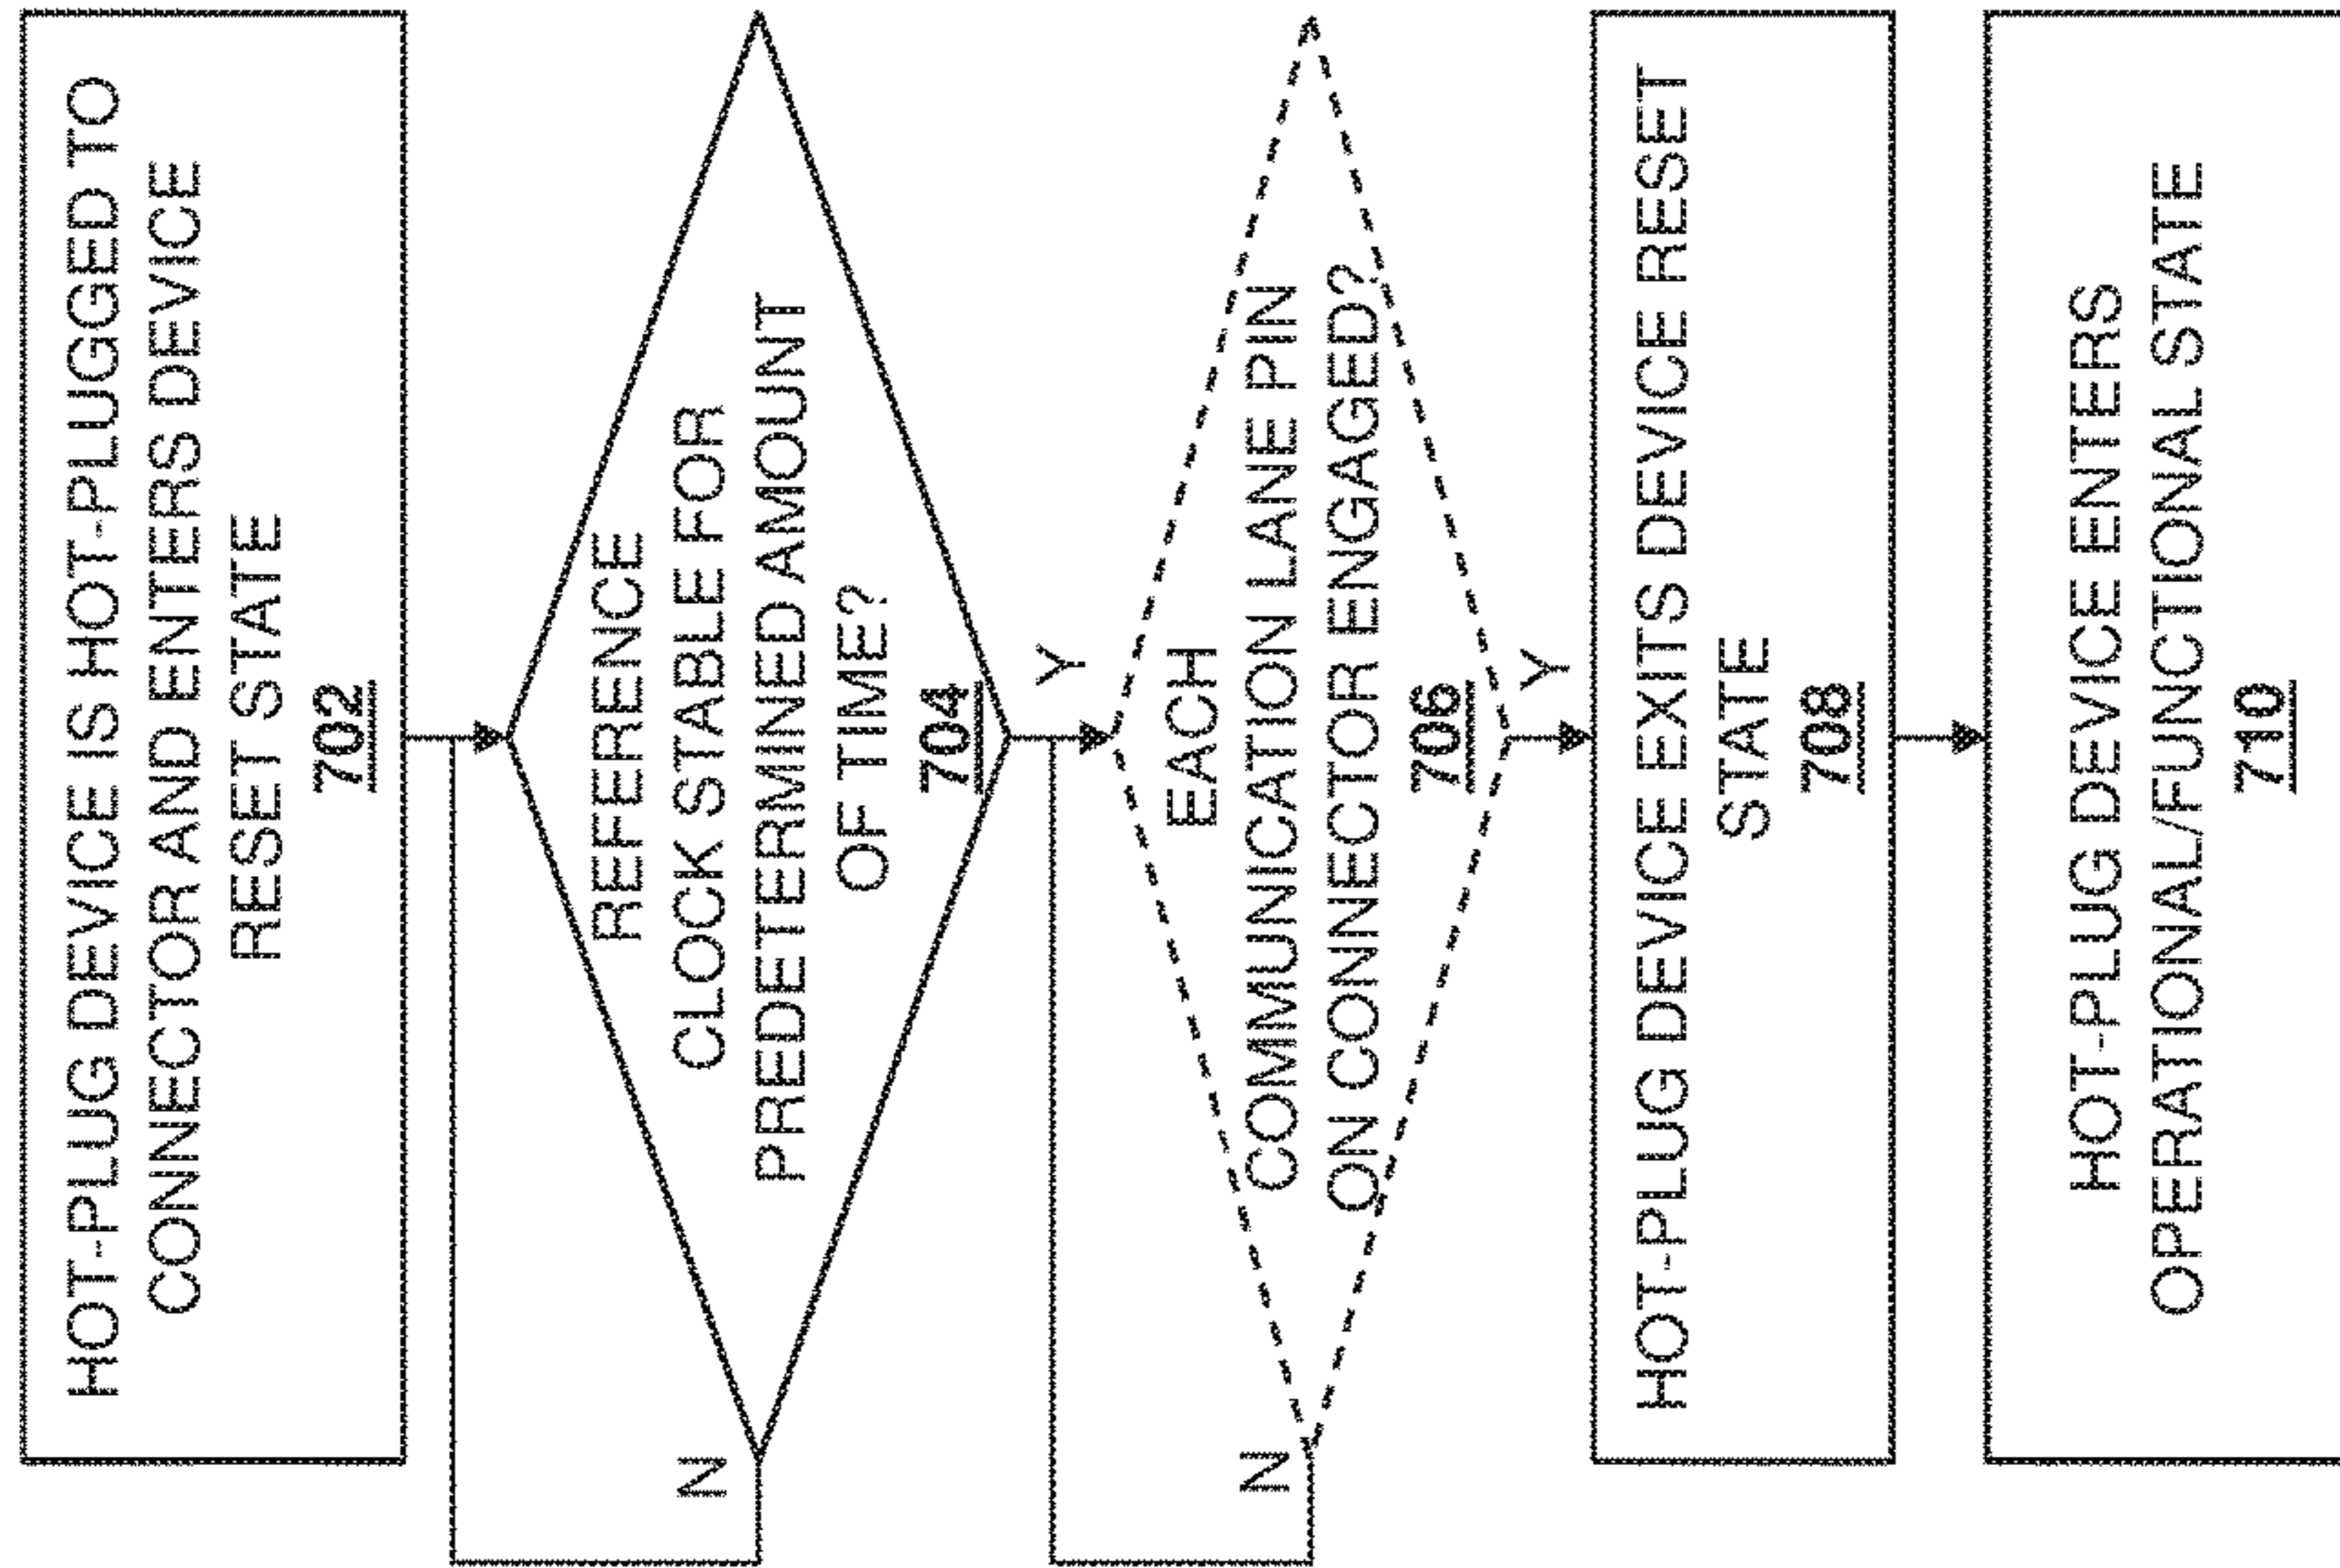 HOT-PLUG DEVICE IS HOT-PLUGGED TO
CONNECTOR AND ENTERS DEVICE
RESET STATE
702
REFERENCE
CLOCK STABLE FOR
PREDETERMINED AMOUNT
OF TIME?
704
N
Y
EACH
COMMUNICATION LANE PIN
ON CONNECTOR ENGAGED?
706
N
Y
HOT-PLUG DEVICE EXITS DEVICE RESET
STATE
708
HOT-PLUG DEVICE ENTERS
OPERATIONAL/FUNCTIONAL STATE
710